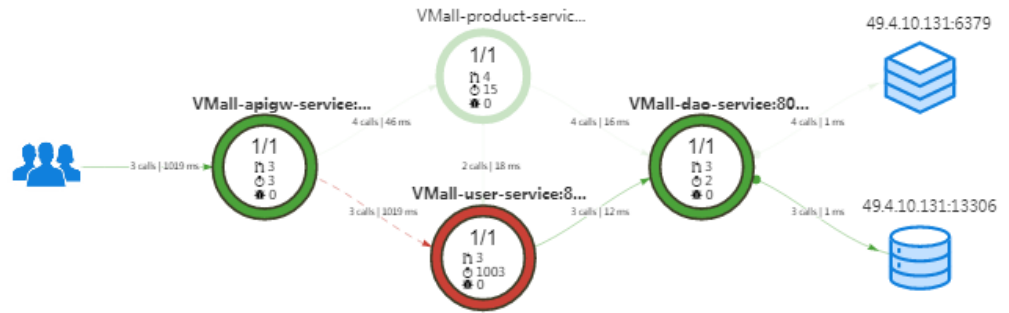 VMall-product-servic...
49.4.10.131:6379
1/1
4
15
0
VMall-apigw-service:...
VMall-dao-service:80...
4 calls | 46 ms
4 calls | 16 ms
4 calls | 1 ms
1/1
3
3
0
1/1
3
2
0
3 calls | 1019 ms
2 calls | 18 ms
VMall-user-service:8...
49.4.10.131:13306
3 calls | 1019 ms
3 calls | 12 ms
3 calls | 1 ms
1/1
3
1003
0